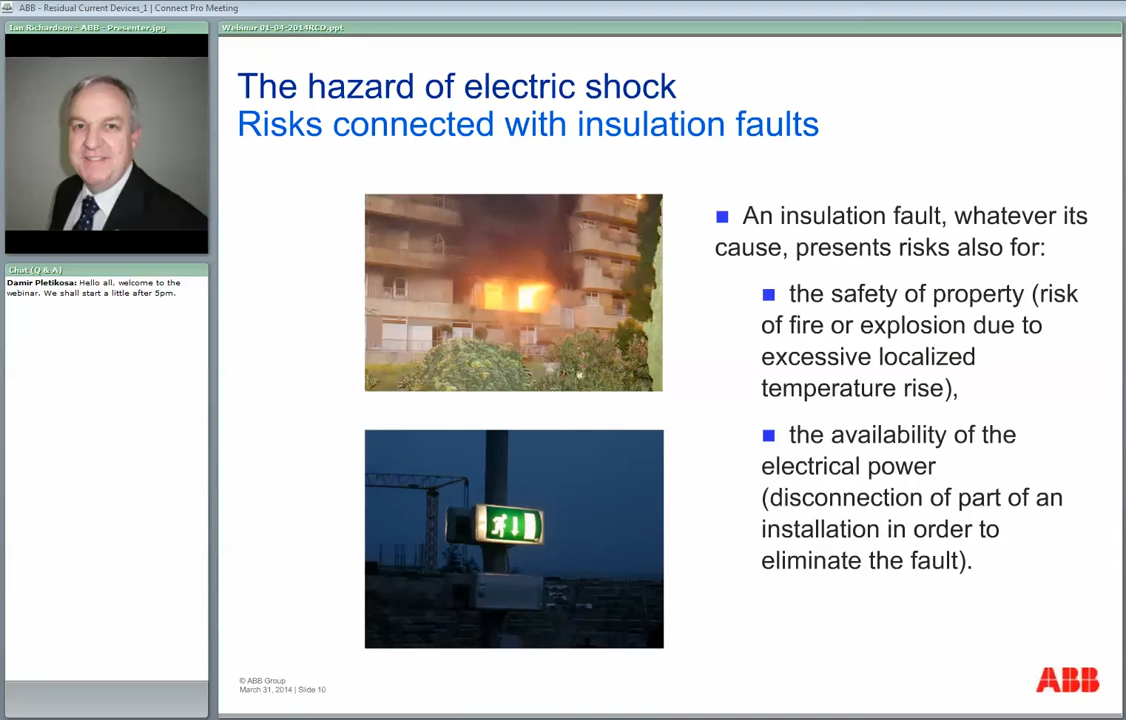 ABB - Residual Current Devices_1 | Connect Pro Meeting
Ian Richardson - ABB - Presenter.jpg
Webinar 01-04-2014RCD.ppt
The hazard of electric shock
Risks connected with insulation faults
An insulation fault, whatever its
cause, presents risks also for:
the safety of property (risk
of fire or explosion due to
excessive localized
temperature rise),
the availability of the
electrical power
(disconnection of part of an
installation in order to
eliminate the fault).
Chat (Q & A)
Damir Pletikosa: Hello all, welcome to the
webinar. We shall start a little after 5pm.
© ABB Group
March 31, 2014 | Slide 10
ABB